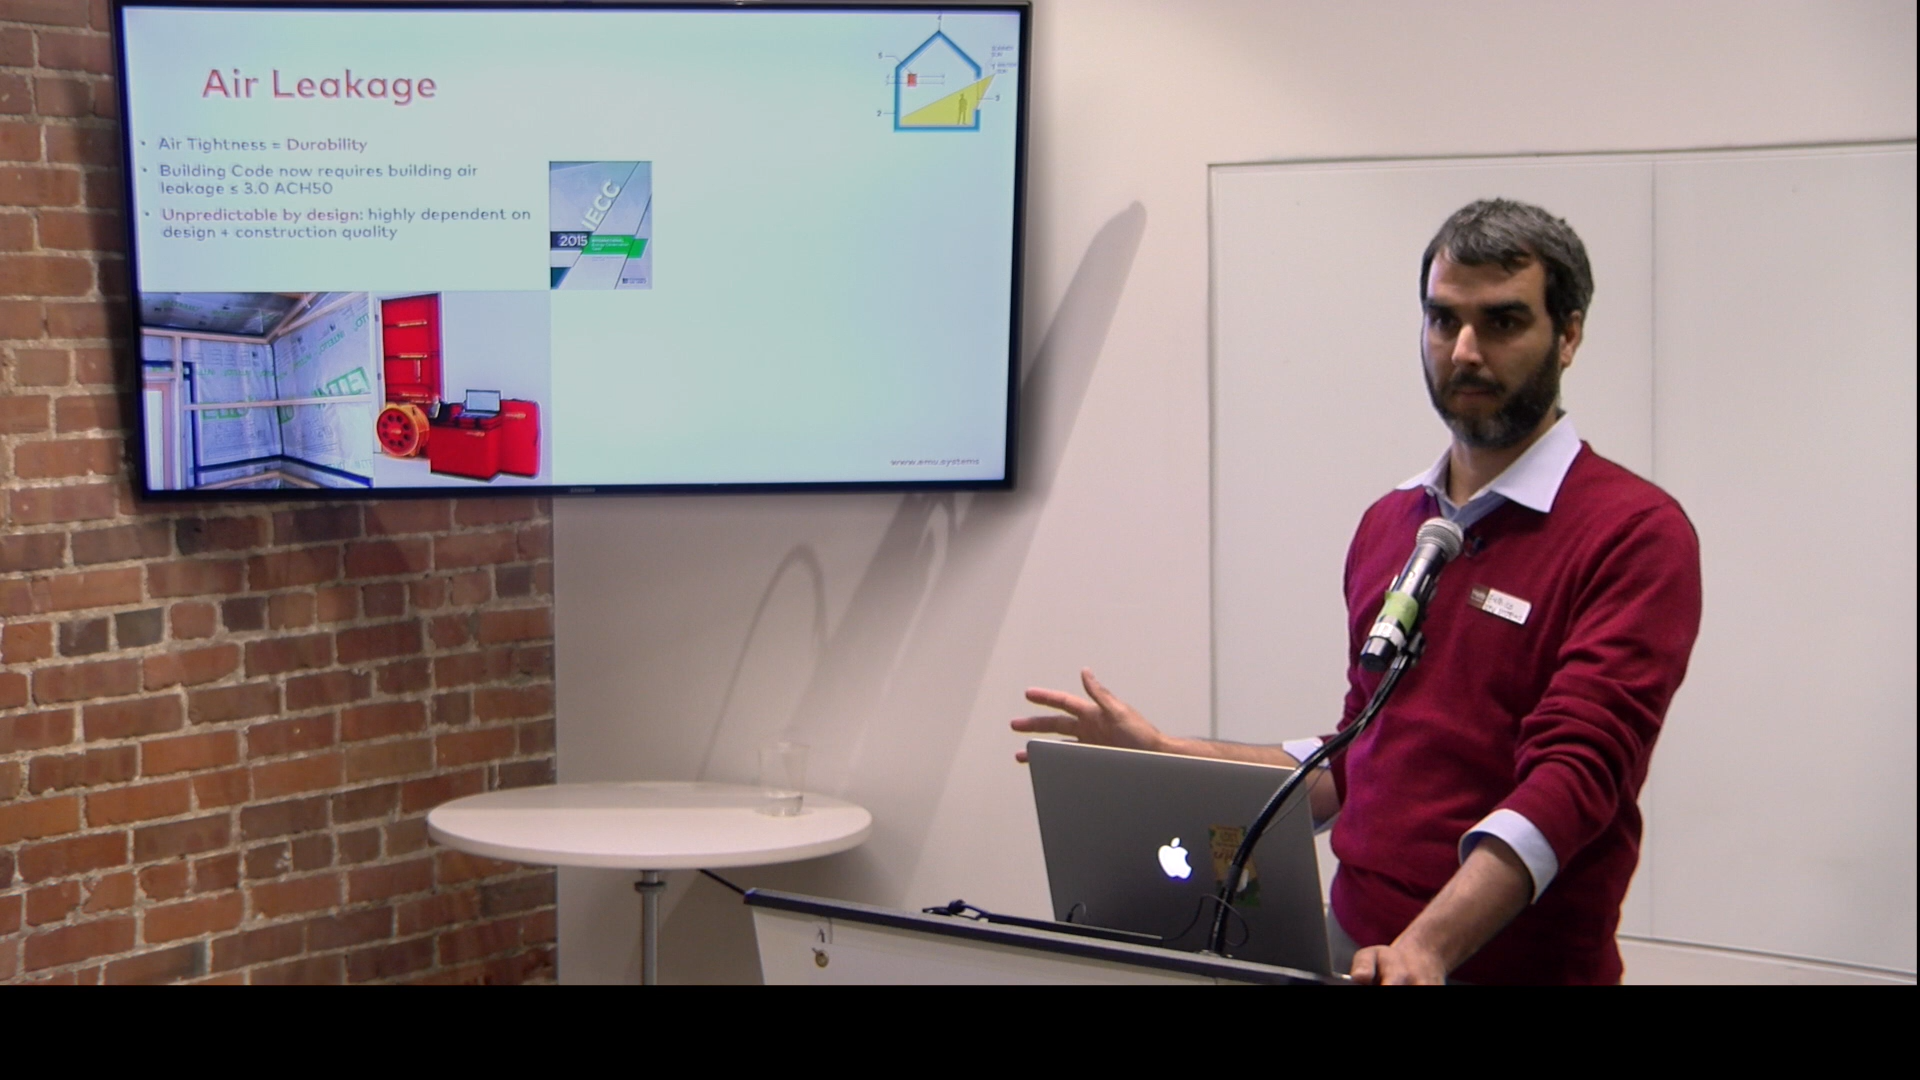 Air Leakage
• Air Tightness = Durability
• Building Code now requires building air
leakage ≤ 3.0 ACH50
• Unpredictable by design: highly dependent on
design + construction quality
IECC
2015
www.emu.systems
SAMSUNG